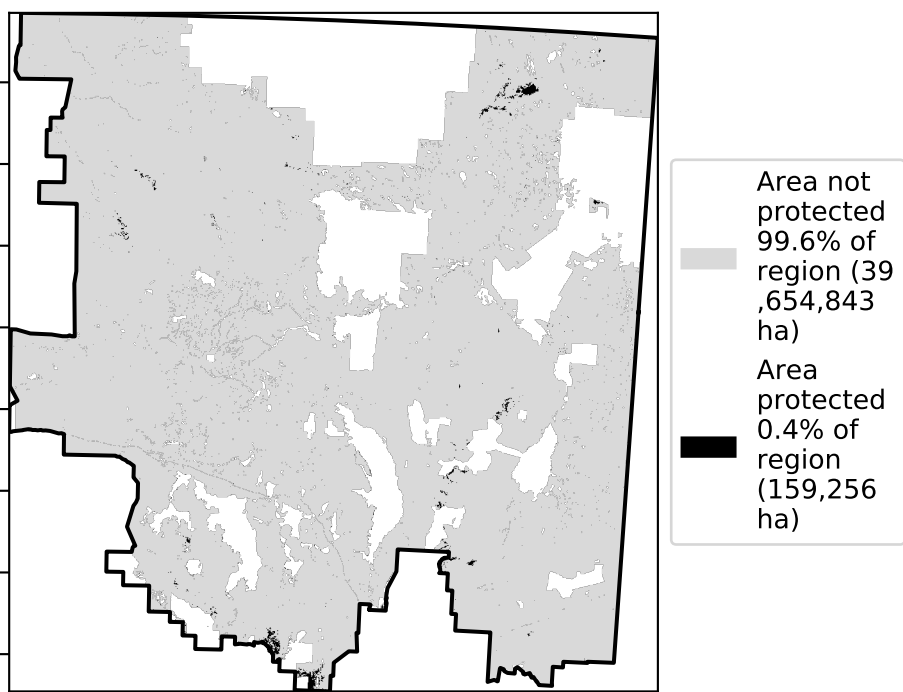 Area not
protected
99.6% of
region (39
,654,843
ha)
Area
protected
0.4% of
region
(159,256
ha)